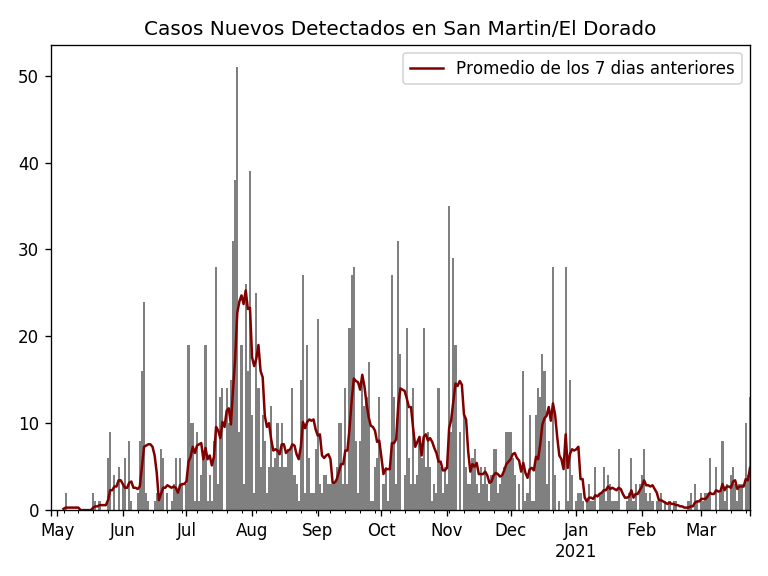 Casos Nuevos Detectados en San Martin/El Dorado
Promedio de los 7 dias anteriores
50
40
30
20
10
0
May Jun Jul Aug Sep Oct Nov Dec Jan Feb Mar
2021